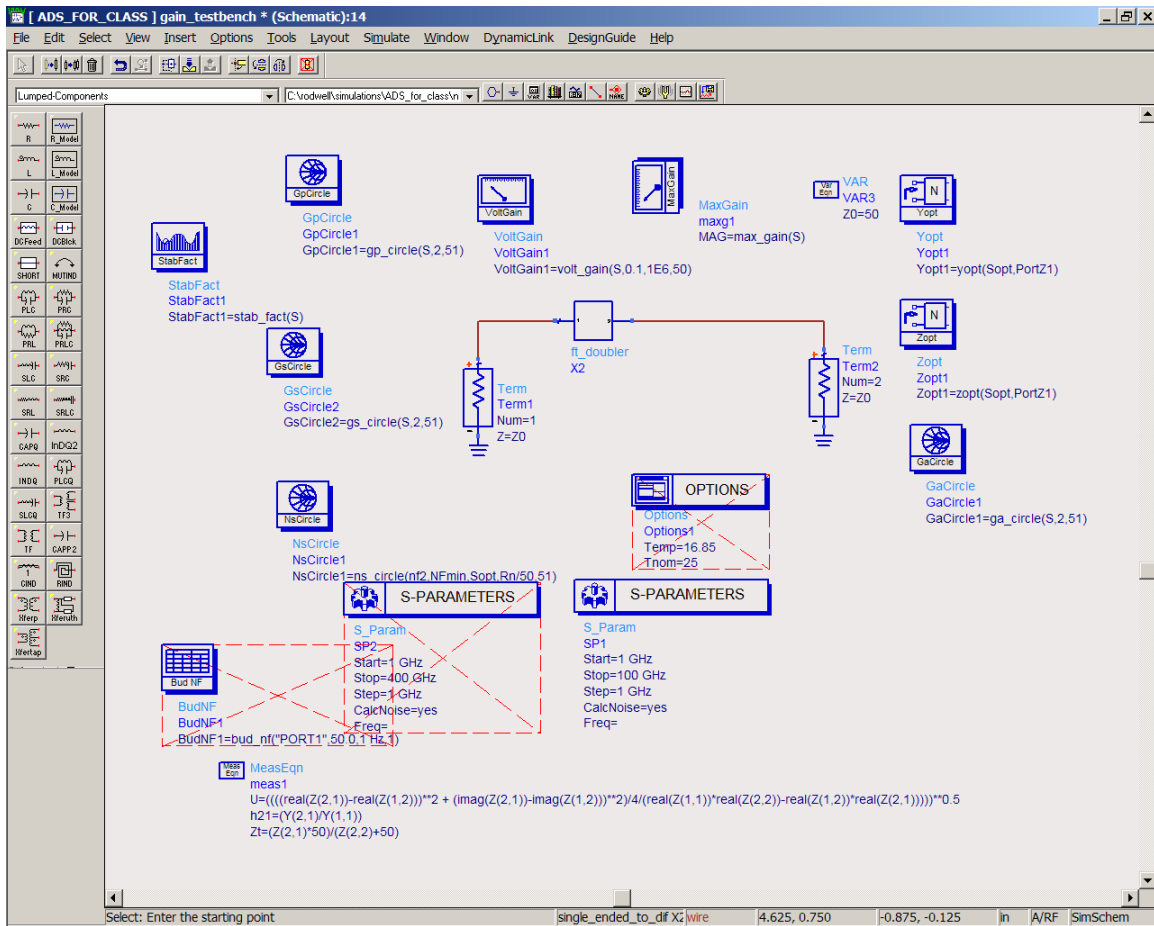 [ ADS_FOR_CLASS ] gain_testbench * (Schematic):14
File Edit Select View Insert Options Tools Layout Simulate Window DynamicLink DesignGuide Help
Lumped-Components
C:\rodwell\simulations\ADS_for_class\n
VAR
NAME
R
R_Model
L
L_Model
C
C_Model
DCFeed
DCBlck
SHORT
MUTIND
PLC
PRC
PRL
PRLC
SLC
SRC
SRL
SRLC
CAPQ
InDQ2
INDQ
PLCQ
SLCQ
TF3
TF
CAPP2
CIND
RIND
Xferp
Xferuth
Xfertap
GpCircle
GpCircle
GpCircle1
GpCircle1=gp_circle(S,2,51)
StabFact
StabFact
StabFact1
StabFact1=stab_fact(S)
VoltGain
VoltGain
VoltGain1
VoltGain1=volt_gain(S,0.1,1E6,50)
MaxGain
MaxGain
maxg1
MAG=max_gain(S)
Var
Eqn
VAR
VAR3
Z0=50
N
Yopt
Yopt
Yopt1
Yopt1=yopt(Sopt,PortZ1)
GsCircle
GsCircle
GsCircle2
GsCircle2=gs_circle(S,2,51)
Term
Term1
Num=1
Z=Z0
ft_doubler
X2
Term
Term2
Num=2
Z=Z0
N
Zopt
Zopt
Zopt1
Zopt1=zopt(Sopt,PortZ1)
GaCircle
GaCircle
GaCircle1
GaCircle1=ga_circle(S,2,51)
NsCircle
NsCircle
NsCircle1
NsCircle1=ns_circle(nf2,NFmin,Sopt,Rn/50,51)
OPTIONS
Options
Options1
Temp=16.85
Tnom=25
S-PARAMETERS
S_Param
SP2
Start=1 GHz
Stop=400 GHz
Step=1 GHz
CalcNoise=yes
Freq=
S-PARAMETERS
S_Param
SP1
Start=1 GHz
Stop=100 GHz
Step=1 GHz
CalcNoise=yes
Freq=
Bud NF
BudNF
BudNF1
BudNF1=bud_nf("PORT1",50.0,1 Hz,1)
Meas
Eqn
MeasEqn
meas1
U=((((real(Z(2,1))-real(Z(1,2)))**2 + (imag(Z(2,1))-imag(Z(1,2)))**2)/4/(real(Z(1,1))*real(Z(2,2))-real(Z(1,2))*real(Z(2,1)))))**0.5
h21=(Y(2,1)/Y(1,1))
Zt=(Z(2,1)*50)/(Z(2,2)+50)
Select: Enter the starting point
single_ended_to_dif X2
wire
4.625, 0.750
-0.875, -0.125
in
A/RF
SimSchem